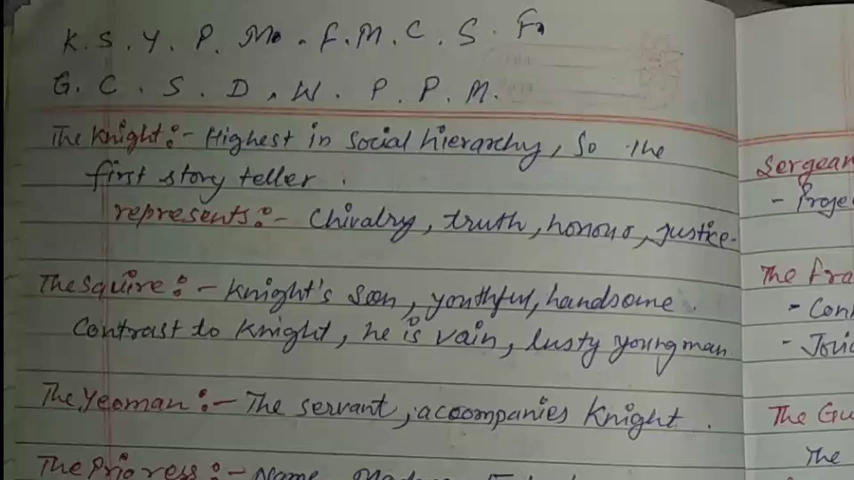 K. S. Y. P. Mo. F. M. C. S. Fr
G. C. S. D. W. P. P. M.
The Knight:- Highest in social hierarchy, so the
first story teller.
represents:- Chivalry, truth, honour, justice.
The Squire:- Knight's Son, youthful, handsome.
Contrast to Knight, he is vain, lusty young man
The Yeoman:- The servant, accompanies Knight.
The Prioress:- Name
Sergean
- Proje
The Fra
- Con
- Jovi
The Gu
The